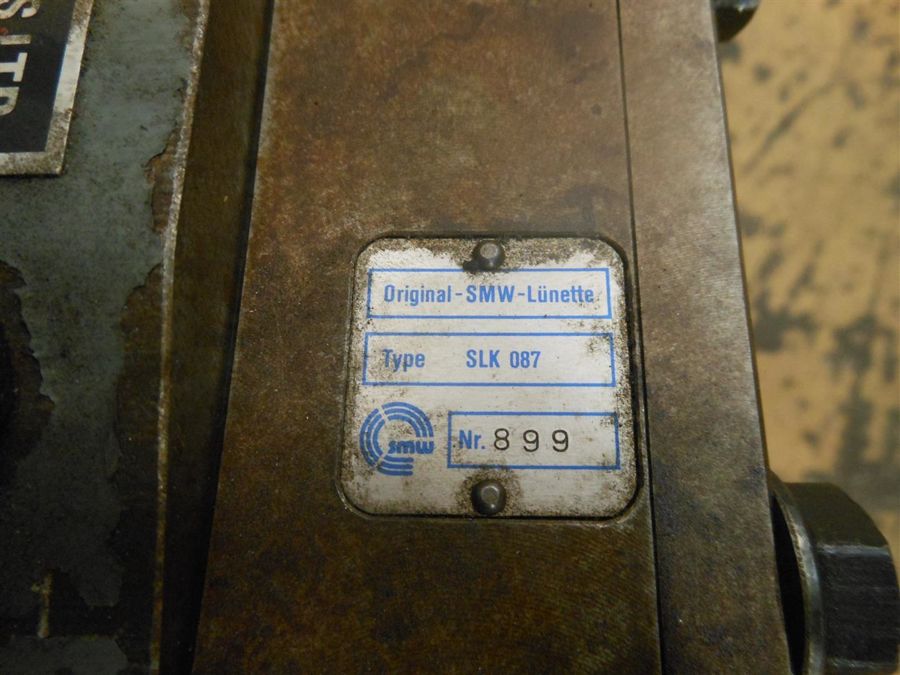 Original-SMW-Lünette
Type SLK 087
smw
Nr. 899